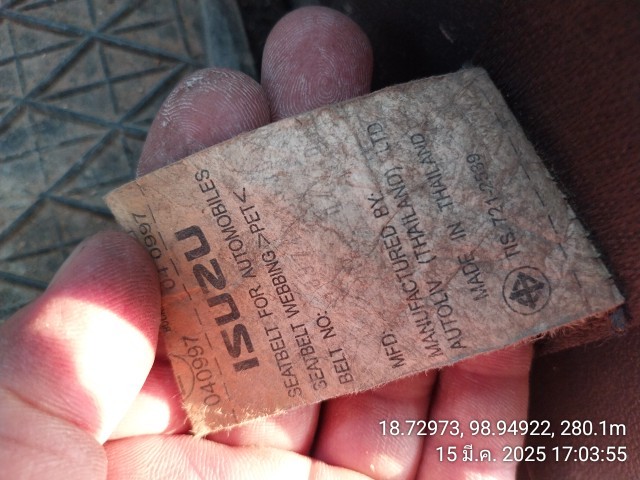 040997
040997
ISUZU
SEATBELT FOR AUTOMOBILES
SEATBELT WEBBING>PET<
BELT NO:
MFD.
MANUFACTURED BY:
AUTOLIV (THAILAND), LTD.
MADE IN THAILAND
TIS 721-2539
18.72973, 98.94922, 280.1m
15 มี.ค. 2025 17:03:55